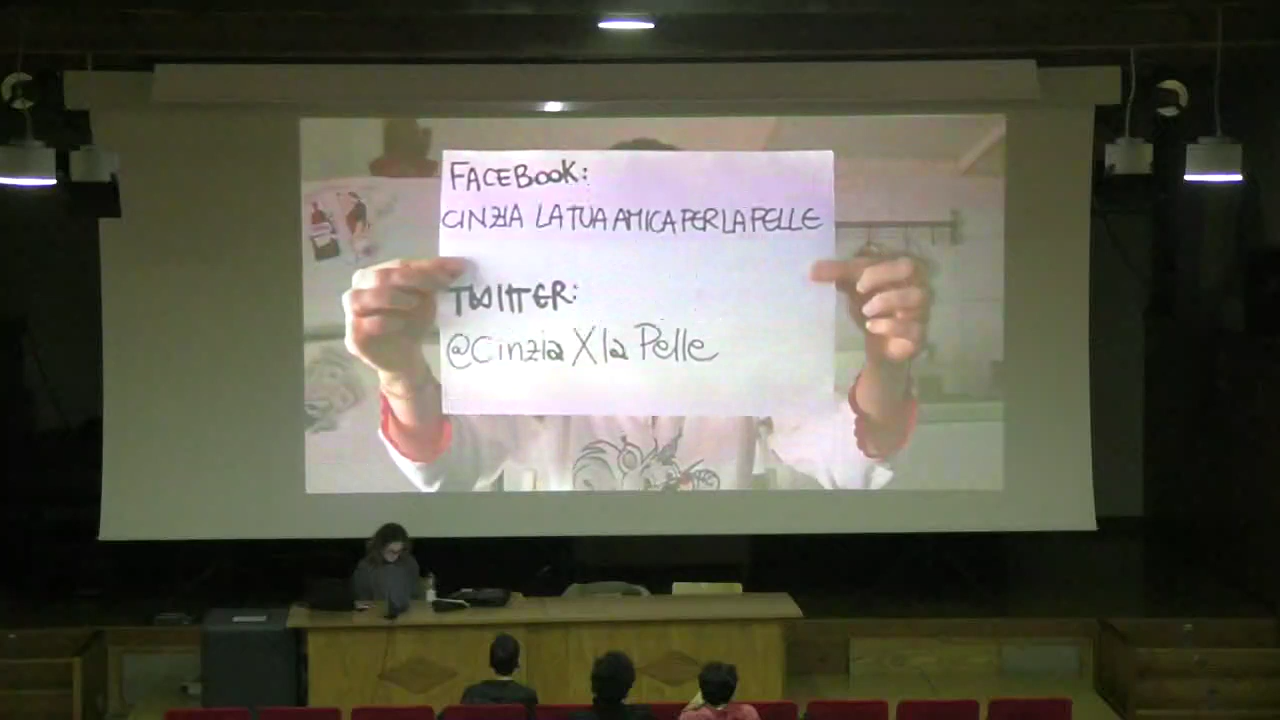 FACEBOOK:
CINZIA LA TUA AMICA PER LA PELLE
TWITTER:
@Cinzia X la Pelle